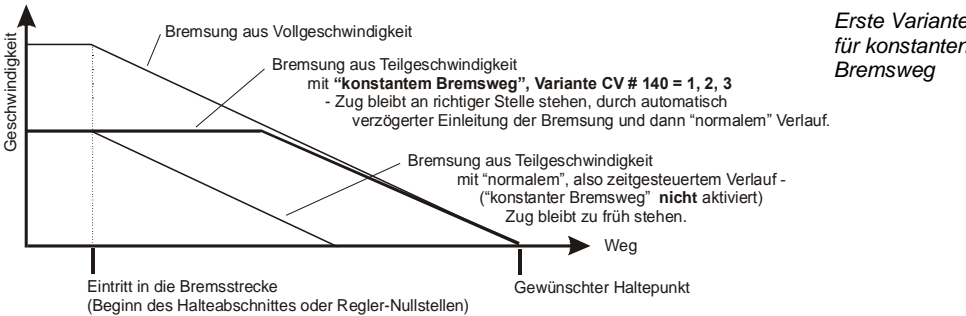 Erste Variante
für konstanten
Bremsweg
Geschwindigkeit
Bremsung aus Vollgeschwindigkeit
Bremsung aus Teilgeschwindigkeit
mit “konstantem Bremsweg”, Variante CV # 140 = 1, 2, 3
- Zug bleibt an richtiger Stelle stehen, durch automatisch
verzögerter Einleitung der Bremsung und dann “normalem” Verlauf.
Bremsung aus Teilgeschwindigkeit
mit “normalem”, also zeitgesteuertem Verlauf -
(“konstanter Bremsweg” nicht aktiviert)
Zug bleibt zu früh stehen.
Weg
Eintritt in die Bremsstrecke
(Beginn des Halteabschnittes oder Regler-Nullstellen)
Gewünschter Haltepunkt